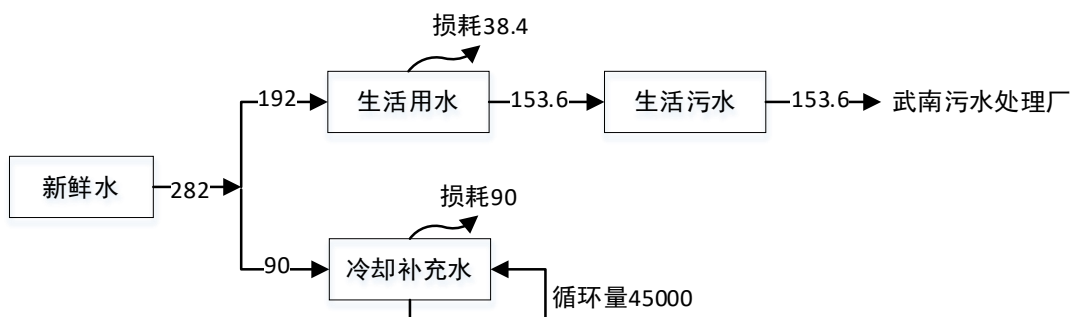 损耗38.4
192
生活用水
153.6
生活污水
153.6
武南污水处理厂
新鲜水
282
损耗90
90
冷却补充水
循环量45000